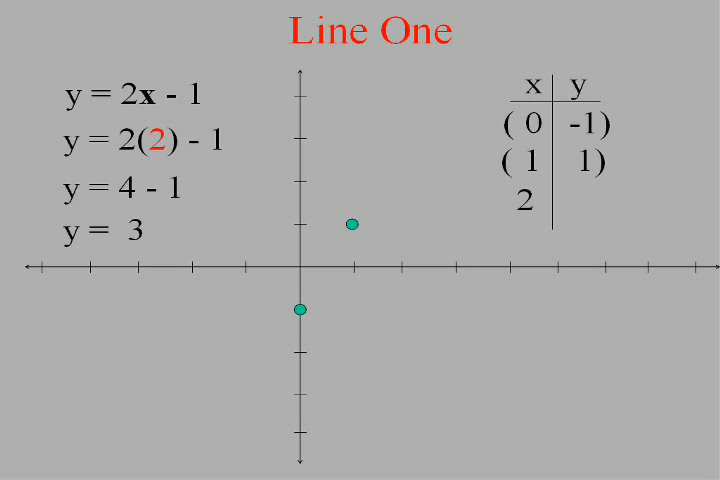 Line One
y = 2x - 1
y = 2(2) - 1
y = 4 - 1
y = 3
x y
( 0 -1)
( 1 1)
2